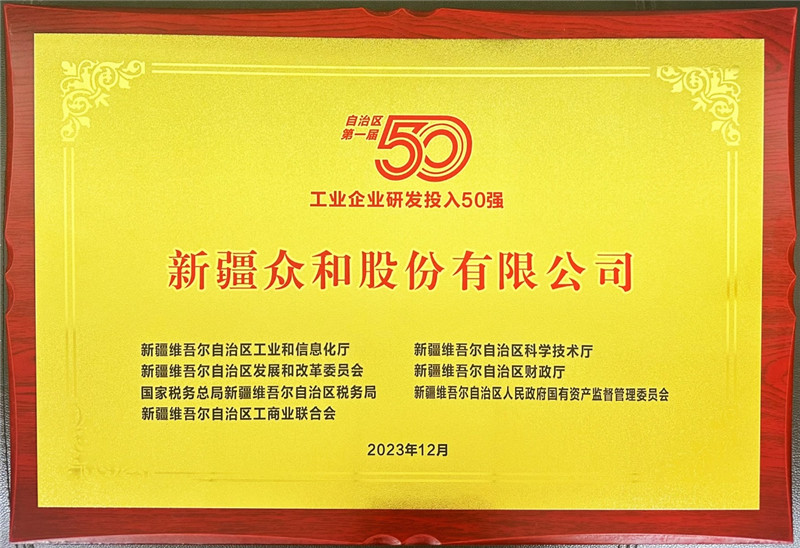 自治区
第一届
50
工业企业研发投入50强
新疆众和股份有限公司
新疆维吾尔自治区工业和信息化厅
新疆维吾尔自治区科学技术厅
新疆维吾尔自治区发展和改革委员会
新疆维吾尔自治区财政厅
国家税务总局新疆维吾尔自治区税务局
新疆维吾尔自治区人民政府国有资产监督管理委员会
新疆维吾尔自治区工商业联合会
2023年12月